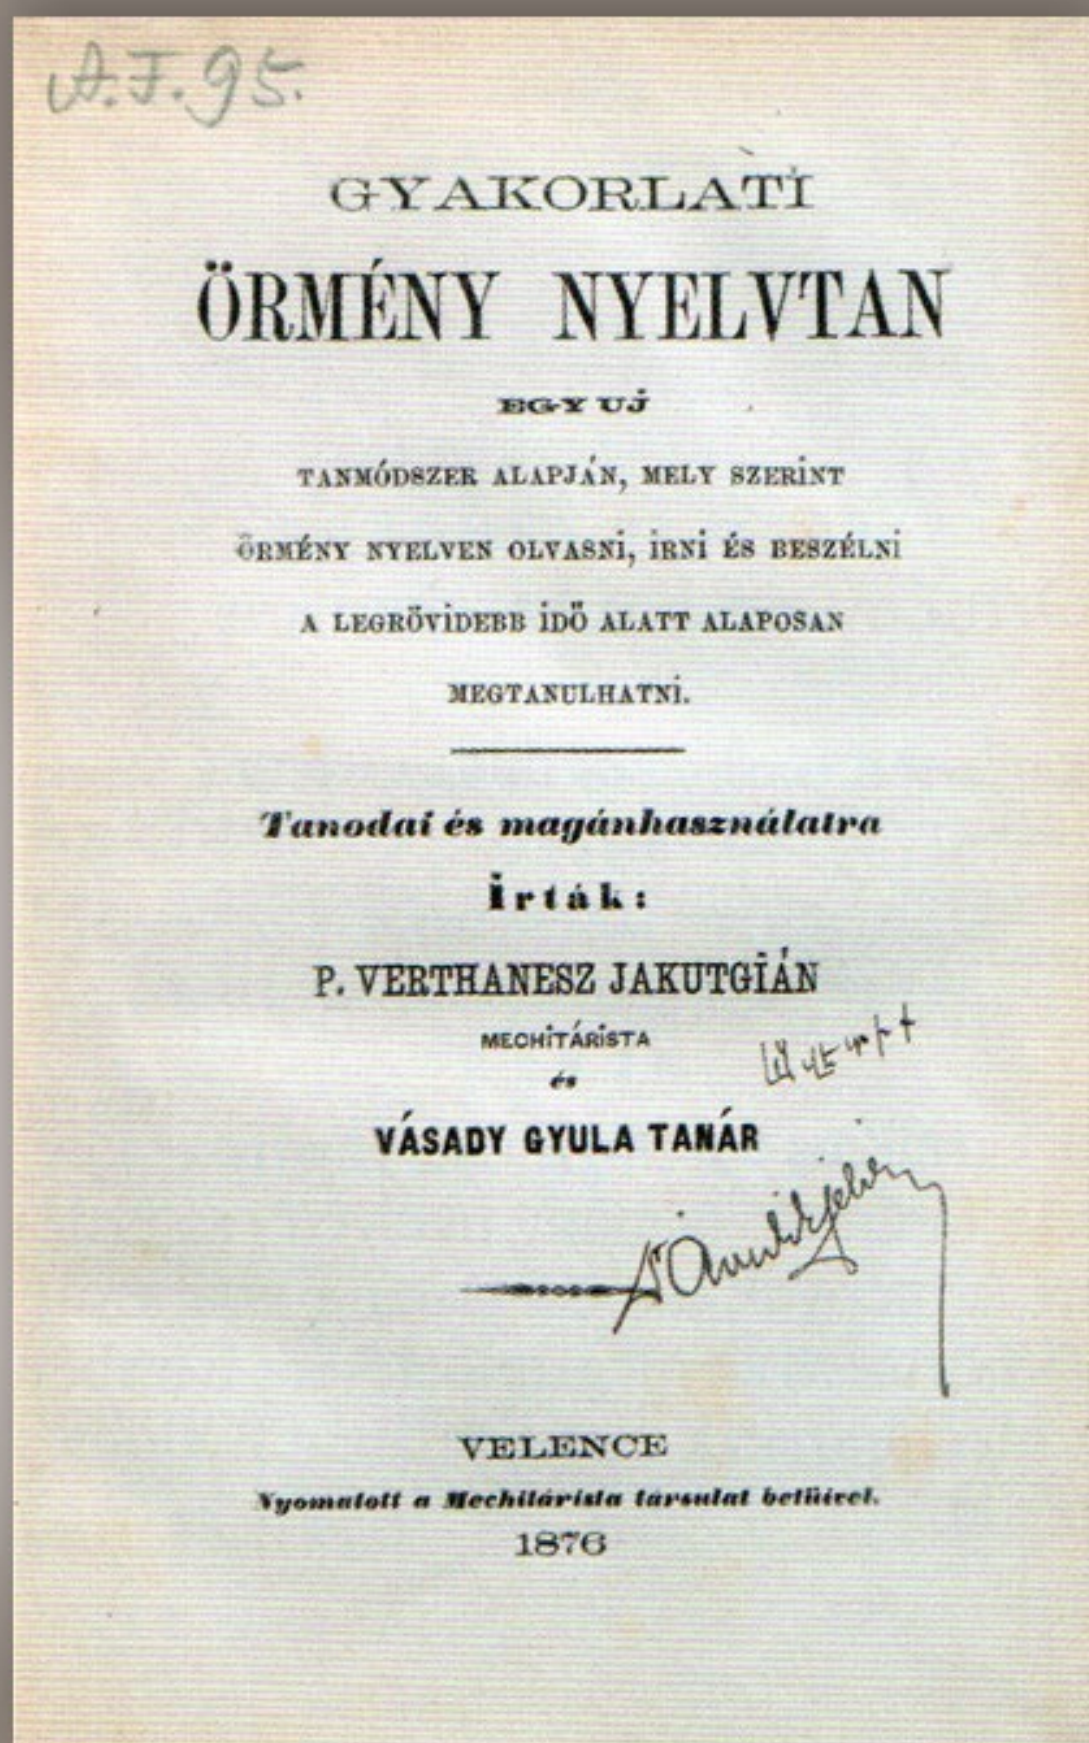 A.J.95.
GYAKORLATI
ÖRMÉNY NYELVTAN
EGY UJ
TANMÓDSZER ALAPJÁN, MELY SZERINT
ÖRMÉNY NYELVEN OLVASNI, IRNI ÉS BESZÉLNI
A LEGRÖVIDEBB IDŐ ALATT ALAPOSAN
MEGTANULHATNI.
Tanodai és magánhasználatra
Írták:
P. VERTHANESZ JAKUTGIÁN
MECHITÁRISTA
és
VÁSADY GYULA TANÁR
VELENCE
Nyomatott a Mechitárista társulat betűivel.
1876